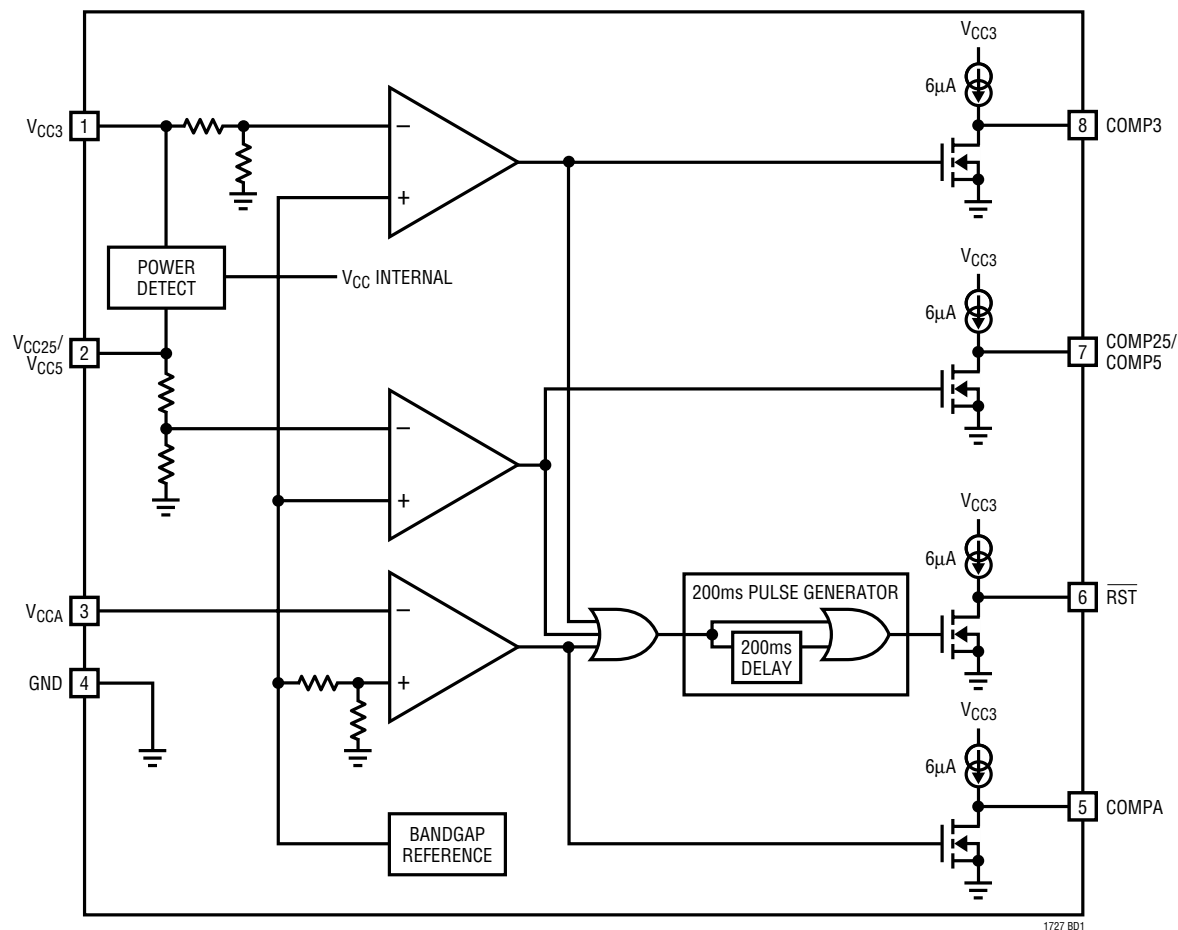 VCC3
6µA
VCC3
1
8
COMP3
−
+
POWER
DETECT
VCC INTERNAL
VCC3
6µA
VCC25/
VCC5
2
7
COMP25/
COMP5
−
+
VCC3
6µA
VCCA
3
−
200ms PULSE GENERATOR
6
RST
200ms
DELAY
GND
4
+
VCC3
6µA
5
COMPA
BANDGAP
REFERENCE
1727 BD1